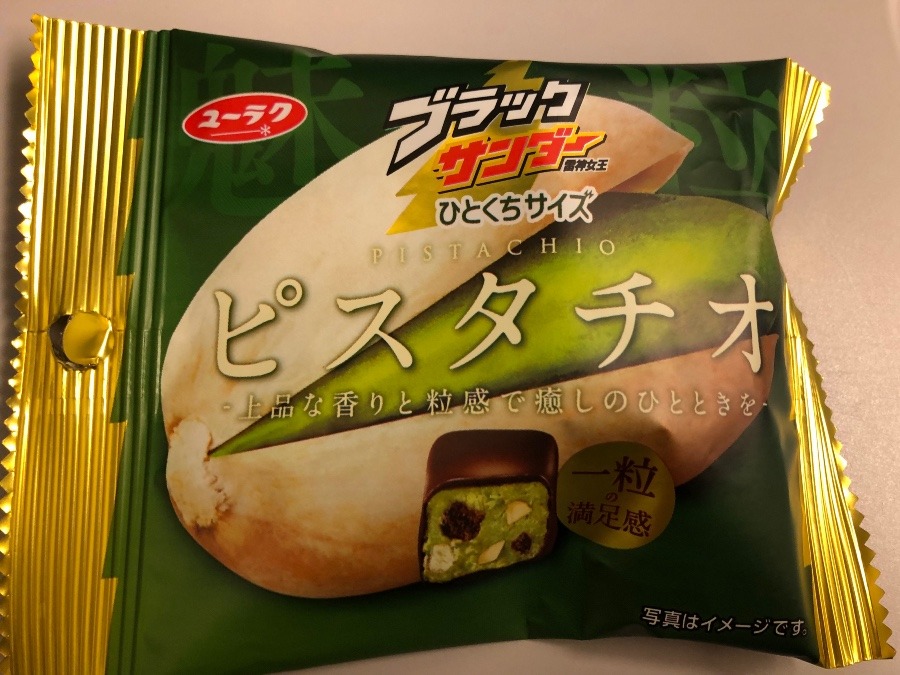 魅 粒
ユーラク
ブラック
サンダー
雷神女王
ひとくちサイズ
PISTACHIO
ピスタチオ
-上品な香りと粒感で癒しのひとときを-
一粒
の
満足感
写真はイメージです。